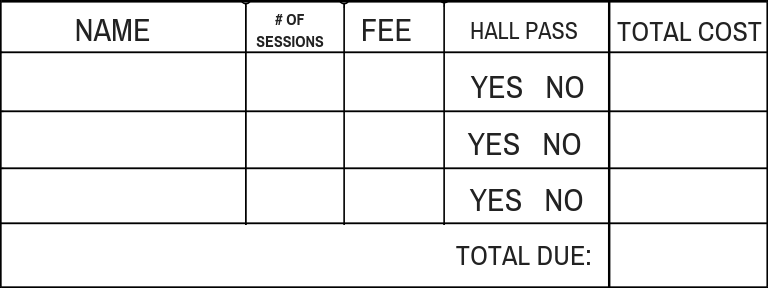 NAME # OF SESSIONS FEE HALL PASS TOTAL COST
YES NO
YES NO
YES NO
TOTAL DUE: